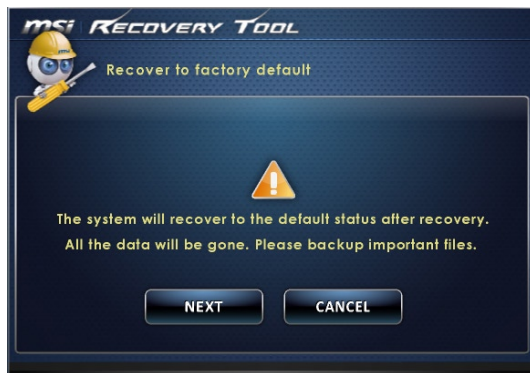 msi RECOVERY TOOL
Recover to factory default
The system will recover to the default status after recovery.
All the data will be gone. Please backup important files.
NEXT CANCEL